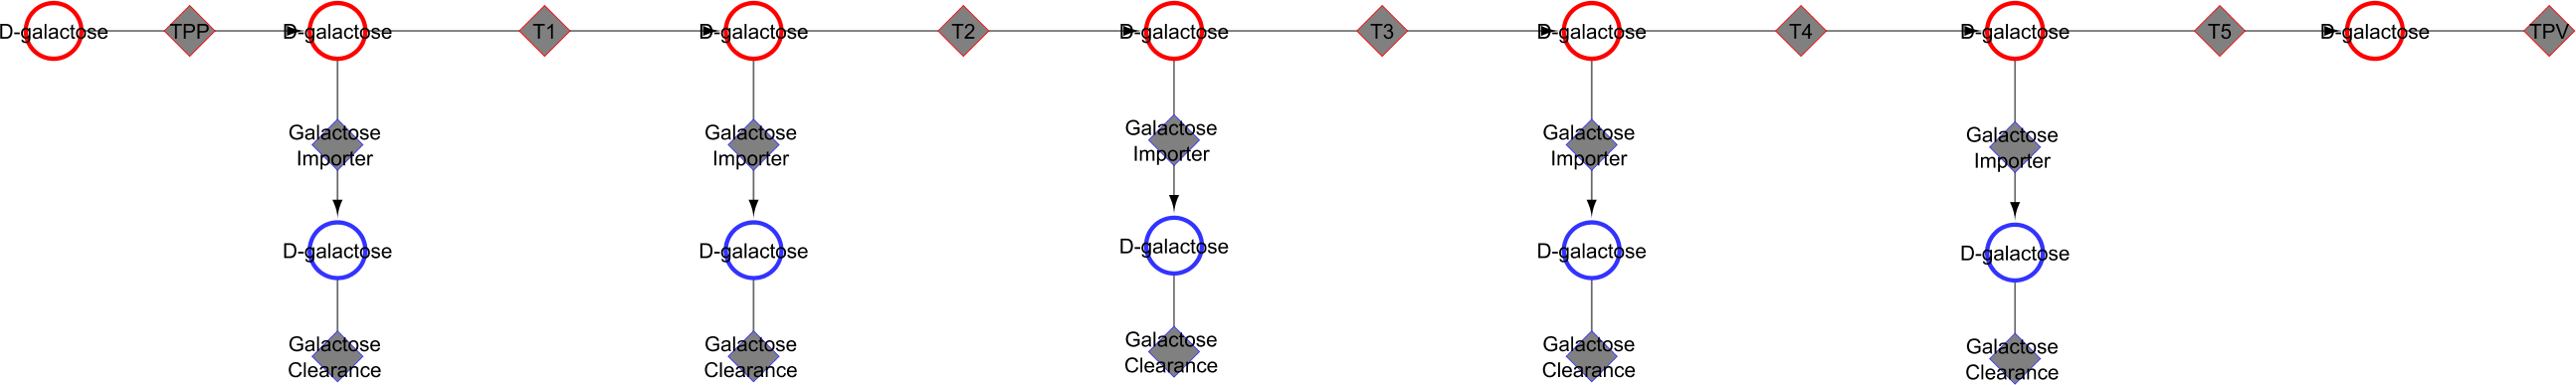 D-galactose TPP D-galactose T1 D-galactose T2 D-galactose T3 D-galactose T4 D-galactose T5 D-galactose TPV
Galactose Galactose Galactose Galactose Galactose
Importer Importer Importer Importer Importer
D-galactose D-galactose D-galactose D-galactose D-galactose
Galactose Galactose Galactose Galactose Galactose
Clearance Clearance Clearance Clearance Clearance